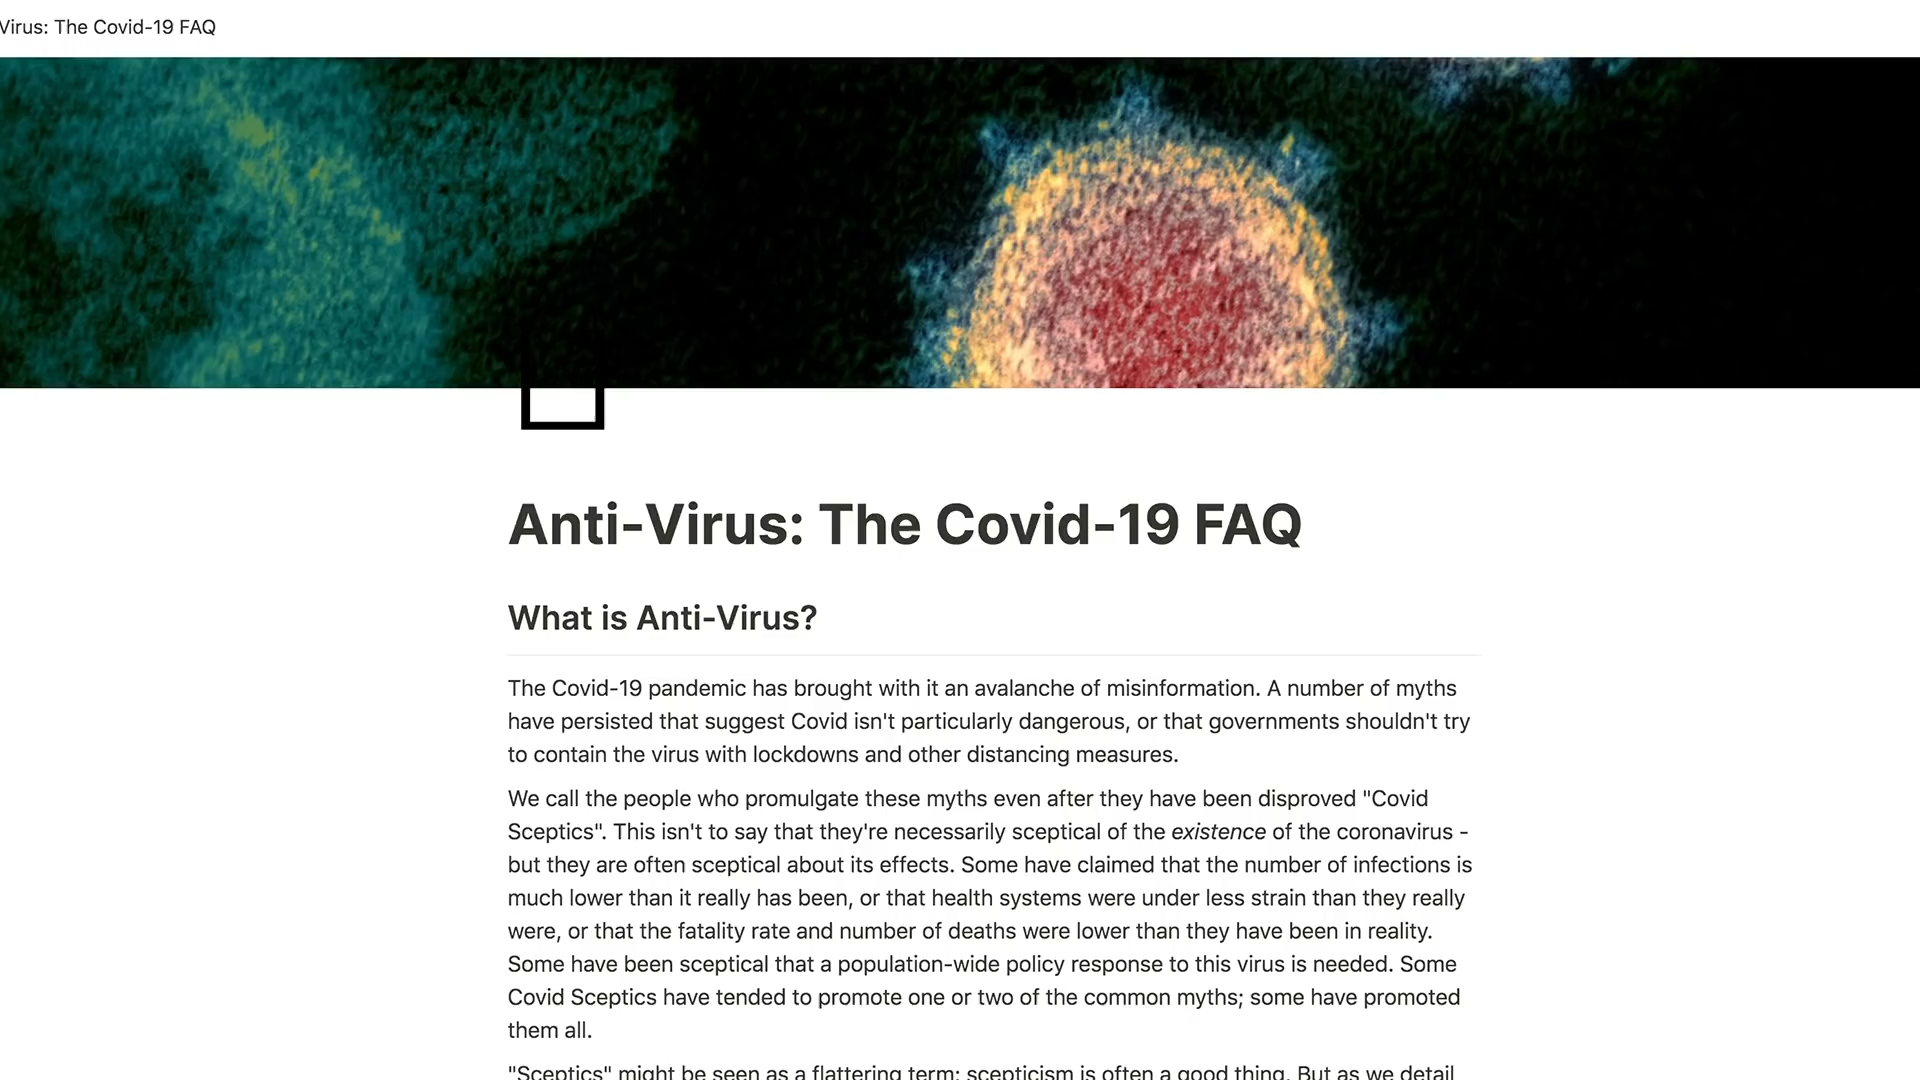 Virus: The Covid-19 FAQ
Anti-Virus: The Covid-19 FAQ
What is Anti-Virus?
The Covid-19 pandemic has brought with it an avalanche of misinformation. A number of myths
have persisted that suggest Covid isn't particularly dangerous, or that governments shouldn't try
to contain the virus with lockdowns and other distancing measures.
We call the people who promulgate these myths even after they have been disproved "Covid
Sceptics". This isn't to say that they're necessarily sceptical of the existence of the coronavirus -
but they are often sceptical about its effects. Some have claimed that the number of infections is
much lower than it really has been, or that health systems were under less strain than they really
were, or that the fatality rate and number of deaths were lower than they have been in reality.
Some have been sceptical that a population-wide policy response to this virus is needed. Some
Covid Sceptics have tended to promote one or two of the common myths; some have promoted
them all.
"Sceptics" might be seen as a flattering term: scepticism is often a good thing. But as we detail